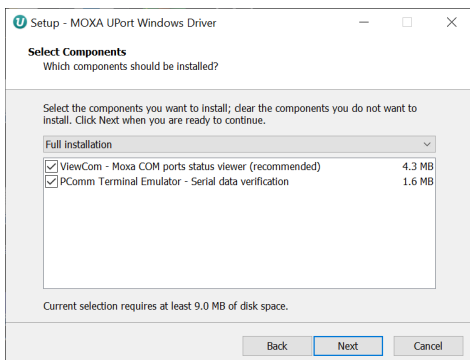 Setup - MOXA UPort Windows Driver
Select Components
Which components should be installed?
Select the components you want to install; clear the components you do not want to
install. Click Next when you are ready to continue.
Full installation
ViewCom - Moxa COM ports status viewer (recommended) 4.3 MB
PComm Terminal Emulator - Serial data verification 1.6 MB
Current selection requires at least 9.0 MB of disk space.
Back Next Cancel